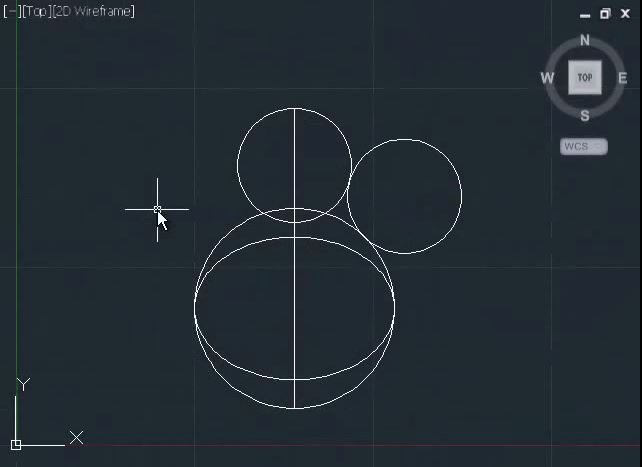 [−][Top][2D Wireframe]
N
W TOP E
S
WCS
Y
X